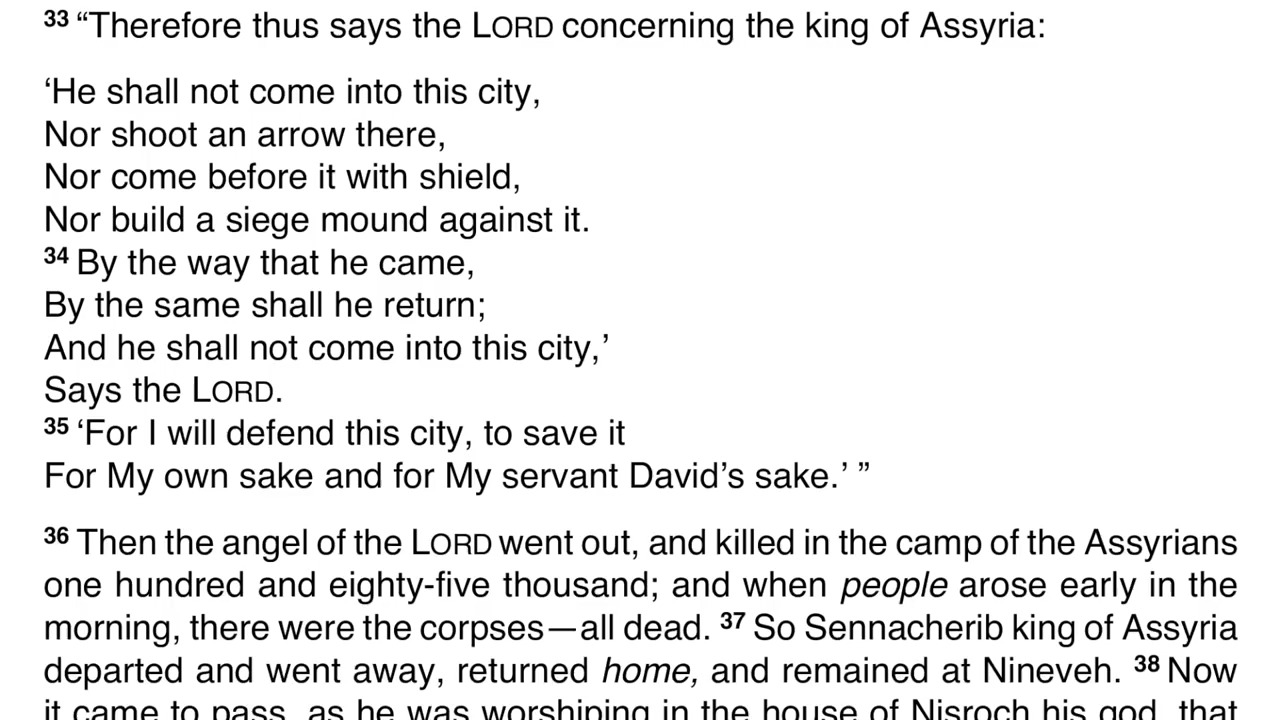 33 “Therefore thus says the LORD concerning the king of Assyria:
‘He shall not come into this city,
Nor shoot an arrow there,
Nor come before it with shield,
Nor build a siege mound against it.
34 By the way that he came,
By the same shall he return;
And he shall not come into this city,’
Says the LORD.
35 ‘For I will defend this city, to save it
For My own sake and for My servant David’s sake.’ ”
36 Then the angel of the LORD went out, and killed in the camp of the Assyrians
one hundred and eighty-five thousand; and when people arose early in the
morning, there were the corpses—all dead. 37 So Sennacherib king of Assyria
departed and went away, returned home, and remained at Nineveh. 38 Now
it came to pass, as he was worshiping in the house of Nisroch his god, that